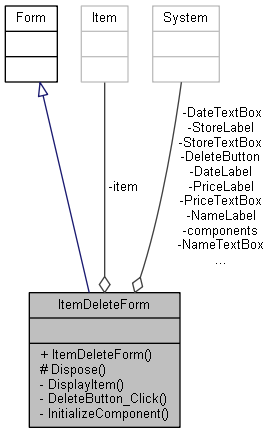 Form
Item
System
-DateTextBox
-StoreLabel
-StoreTextBox
-DeleteButton
-DateLabel
-PriceLabel
-PriceTextBox
-NameLabel
-components
-NameTextBox
...
-item
ItemDeleteForm
+ ItemDeleteForm()
# Dispose()
- DisplayItem()
- DeleteButton_Click()
- InitializeComponent()